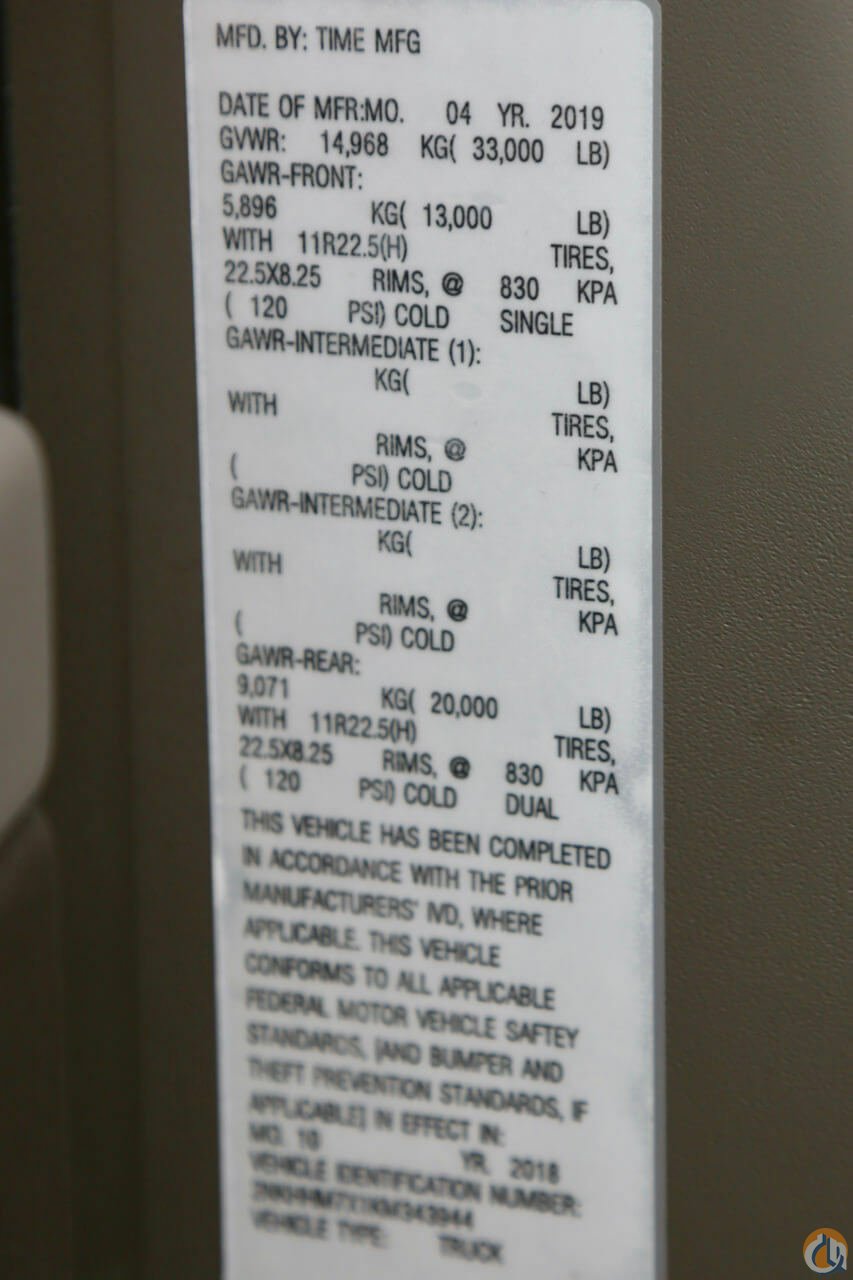 MFD. BY: TIME MFG
DATE OF MFR:MO. 04 YR. 2019
GVWR: 14,968 KG( 33,000 LB)
GAWR-FRONT:
5,896 KG( 13,000 LB)
WITH 11R22.5(H) TIRES,
22.5X8.25 RIMS, @ 830 KPA
( 120 PSI) COLD SINGLE
GAWR-INTERMEDIATE (1):
KG( LB)
WITH TIRES,
RIMS, @ KPA
( PSI) COLD
GAWR-INTERMEDIATE (2):
KG( LB)
WITH TIRES,
RIMS, @ KPA
( PSI) COLD
GAWR-REAR:
9,071 KG( 20,000 LB)
WITH 11R22.5(H) TIRES,
22.5X8.25 RIMS, @ 830 KPA
( 120 PSI) COLD DUAL
THIS VEHICLE HAS BEEN COMPLETED
IN ACCORDANCE WITH THE PRIOR
MANUFACTURERS' IVD, WHERE
APPLICABLE. THIS VEHICLE
CONFORMS TO ALL APPLICABLE
FEDERAL MOTOR VEHICLE SAFTEY
STANDARDS, [AND BUMPER AND
THEFT PREVENTION STANDARDS, IF
APPLICABLE] IN EFFECT IN:
MO. 10 YR. 2018
VEHICLE IDENTIFICATION NUMBER:
VEHICLE TYPE: TRUCK